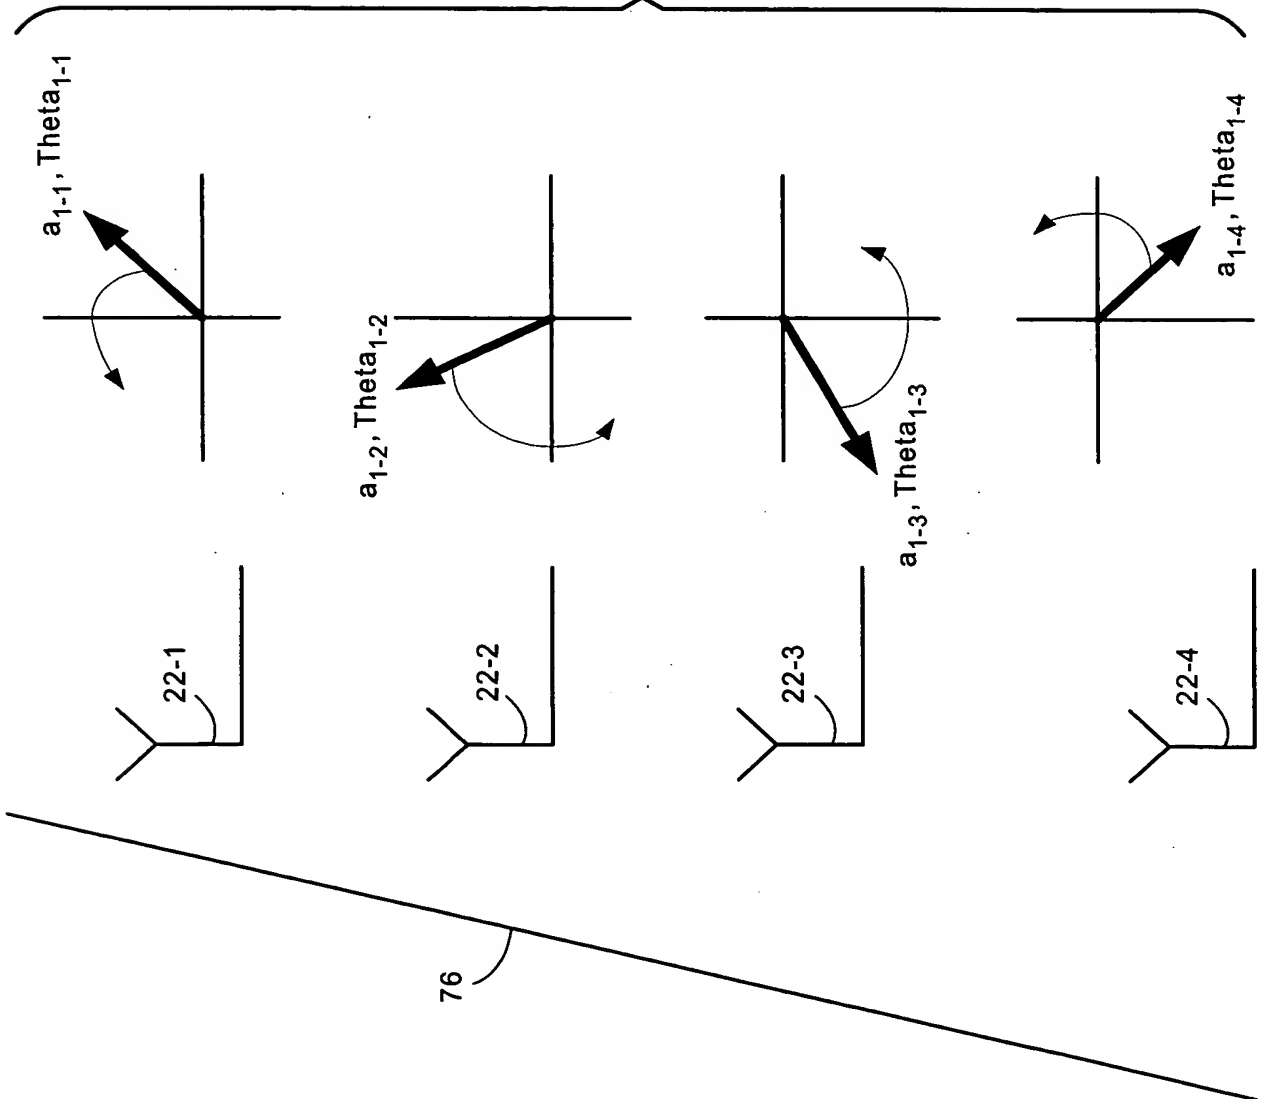 a1-1, Theta1-1
a1-2, Theta1-2
a1-3, Theta1-3
a1-4, Theta1-4
22-1
22-2
22-3
22-4
76